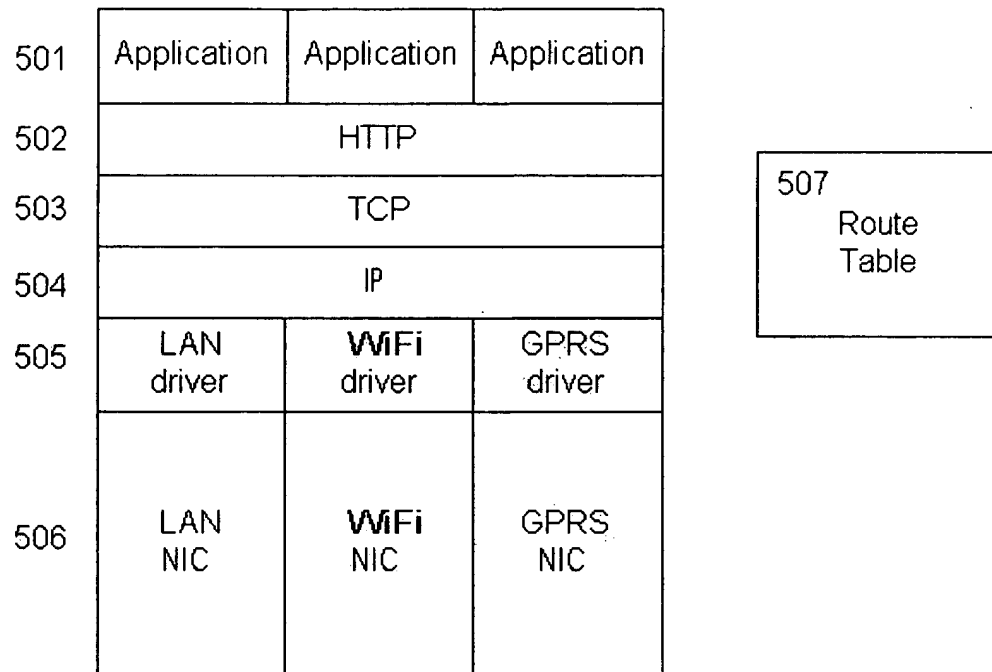 501 Application Application Application
502 HTTP
503 TCP
504 IP
505 LAN driver WiFi driver GPRS driver
506 LAN NIC WiFi NIC GPRS NIC
507
Route
Table